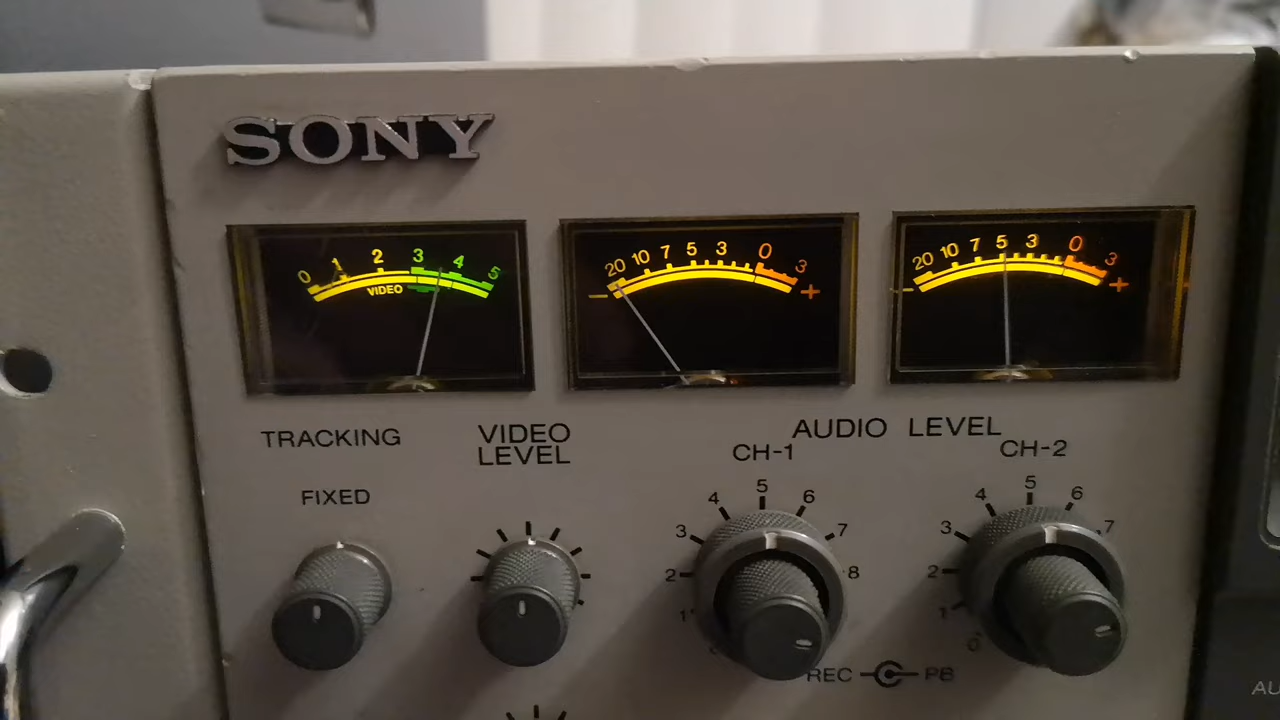 SONY
0 1 2 3 4 5
VIDEO
20 10 7 5 3 0 3
− +
20 10 7 5 3 0 3
− +
TRACKING
VIDEO
LEVEL
AUDIO LEVEL
CH-1
CH-2
FIXED
1 2 3 4 5 6 7 8
0 1 2 3 4 5 6 7
REC PB
AU